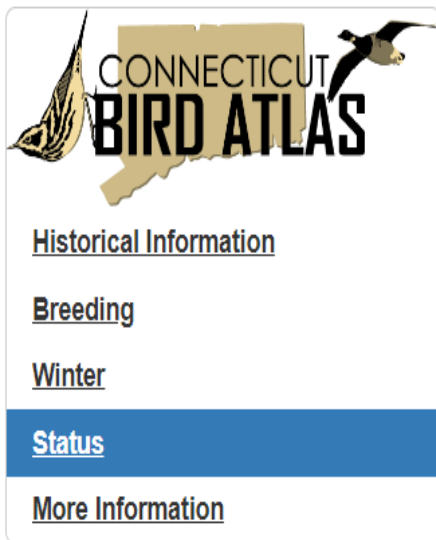 CONNECTICUT
BIRD ATLAS
Historical Information
Breeding
Winter
Status
More Information